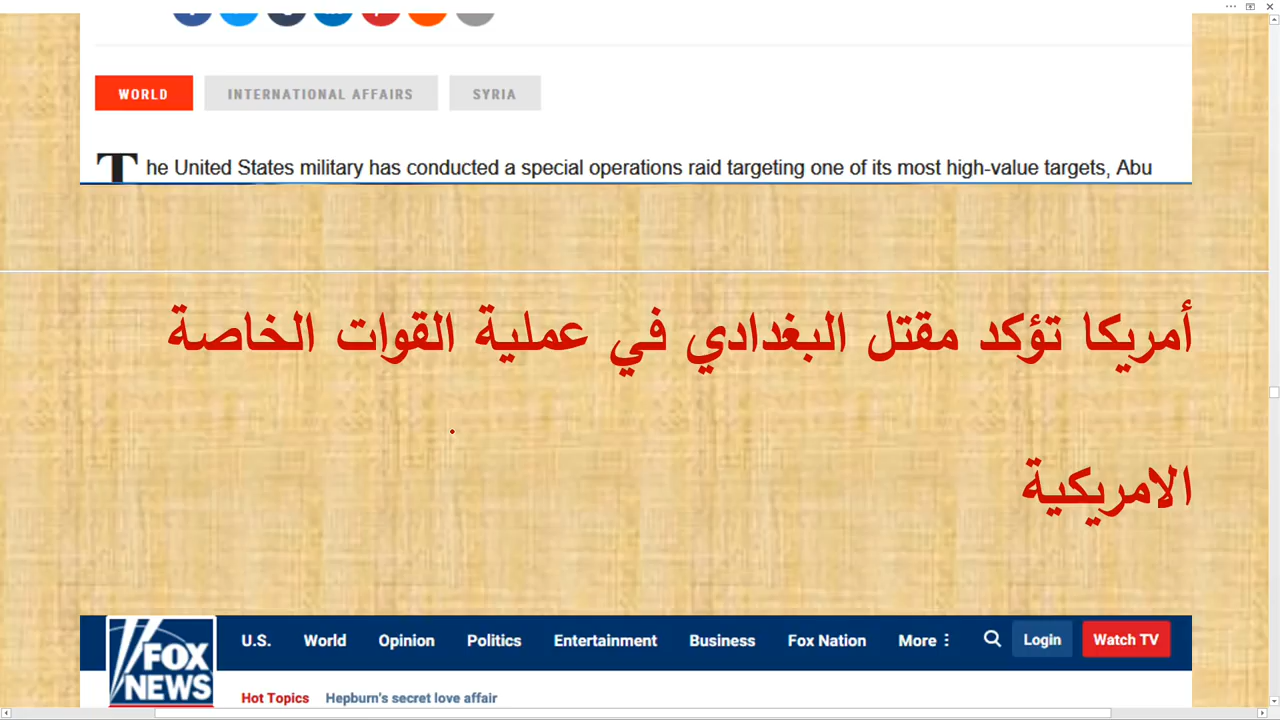 WORLD INTERNATIONAL AFFAIRS SYRIA
The United States military has conducted a special operations raid targeting one of its most high-value targets, Abu
أمريكا تؤكد مقتل البغدادي في عملية القوات الخاصة
الامريكية
FOX NEWS
U.S. World Opinion Politics Entertainment Business Fox Nation More Login Watch TV
Hot Topics Hepburn's secret love affair